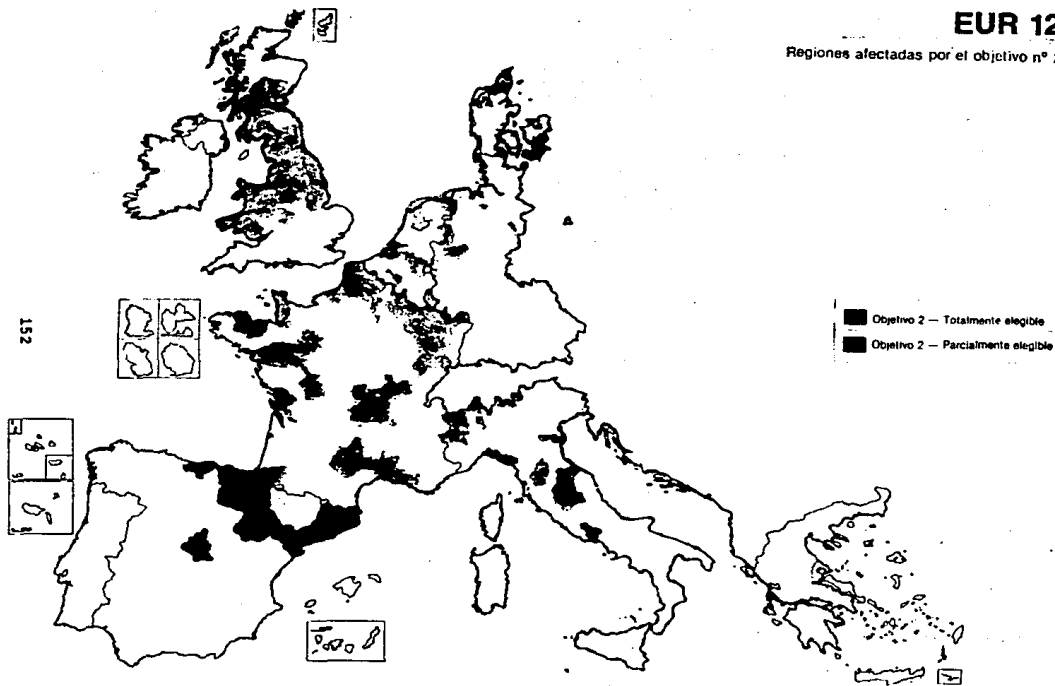 EUR 12
Regiones afectadas por el objetivo nº
Objetivo 2 — Totalmente elegible
Objetivo 2 — Parcialmente elegible
152